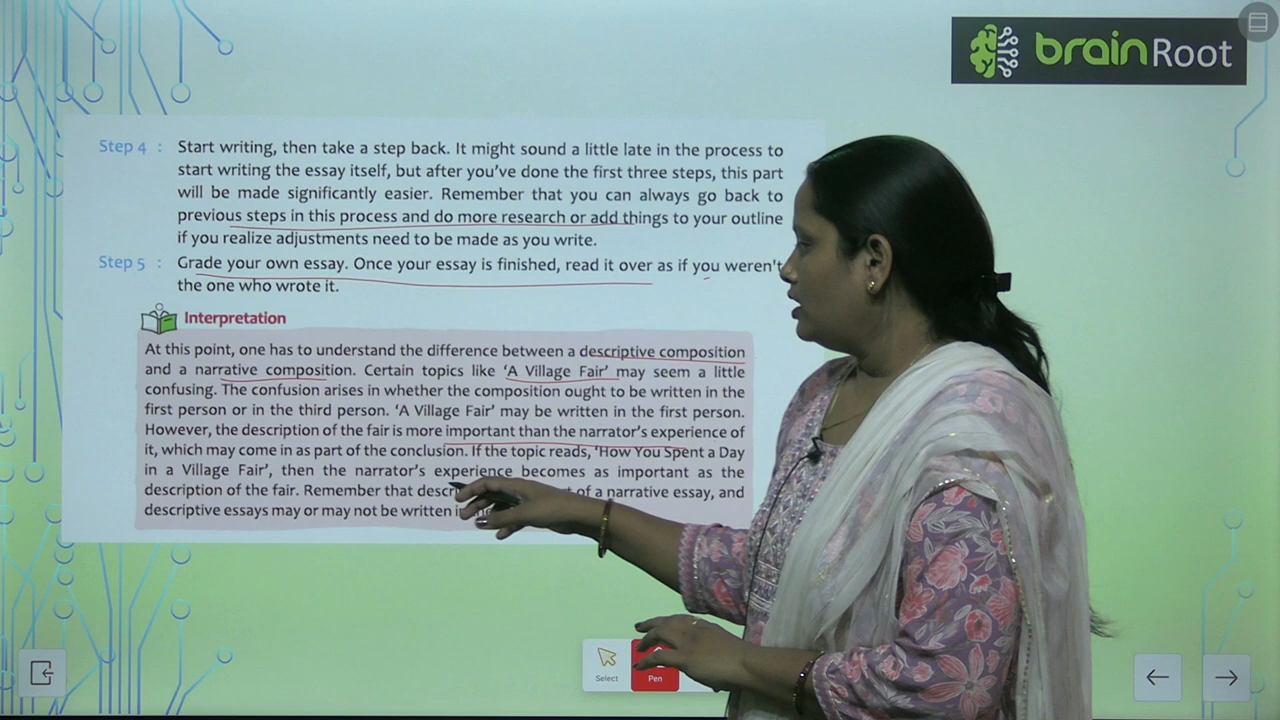 brainRoot
Step 4 : Start writing, then take a step back. It might sound a little late in the process to
start writing the essay itself, but after you've done the first three steps, this part
will be made significantly easier. Remember that you can always go back to
previous steps in this process and do more research or add things to your outline
if you realize adjustments need to be made as you write.
Step 5 : Grade your own essay. Once your essay is finished, read it over as if you weren't
the one who wrote it.
Interpretation
At this point, one has to understand the difference between a descriptive composition
and a narrative composition. Certain topics like 'A Village Fair' may seem a little
confusing. The confusion arises in whether the composition ought to be written in the
first person or in the third person. 'A Village Fair' may be written in the first person.
However, the description of the fair is more important than the narrator's experience of
it, which may come in as part of the conclusion. If the topic reads, 'How You Spent a Day
in a Village Fair', then the narrator's experience becomes as important as the
description of the fair. Remember that of a narrative essay, and
descriptive essays may or may not be written
Select
Pen